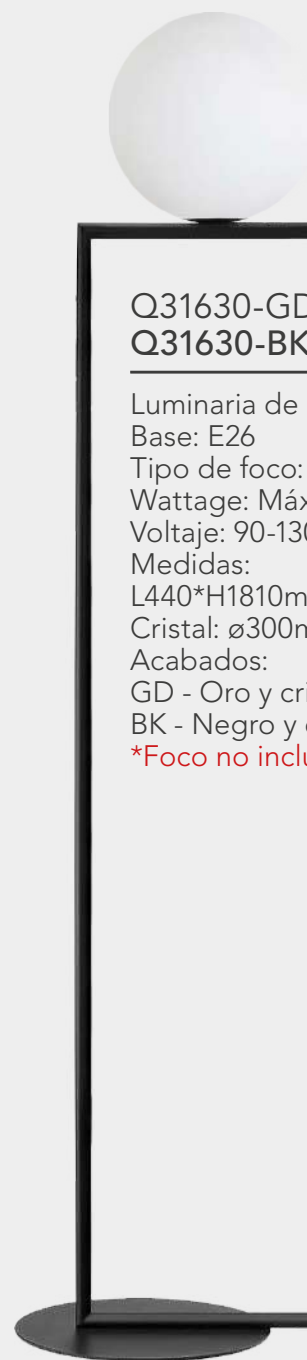 Q31630-GD
Q31630-BK
Luminaria de
Base: E26
Tipo de foco:
Wattage: Máx
Voltaje: 90-130
Medidas:
L440*H1810m
Cristal: ø300m
Acabados:
GD - Oro y cri
BK - Negro y
*Foco no inclu